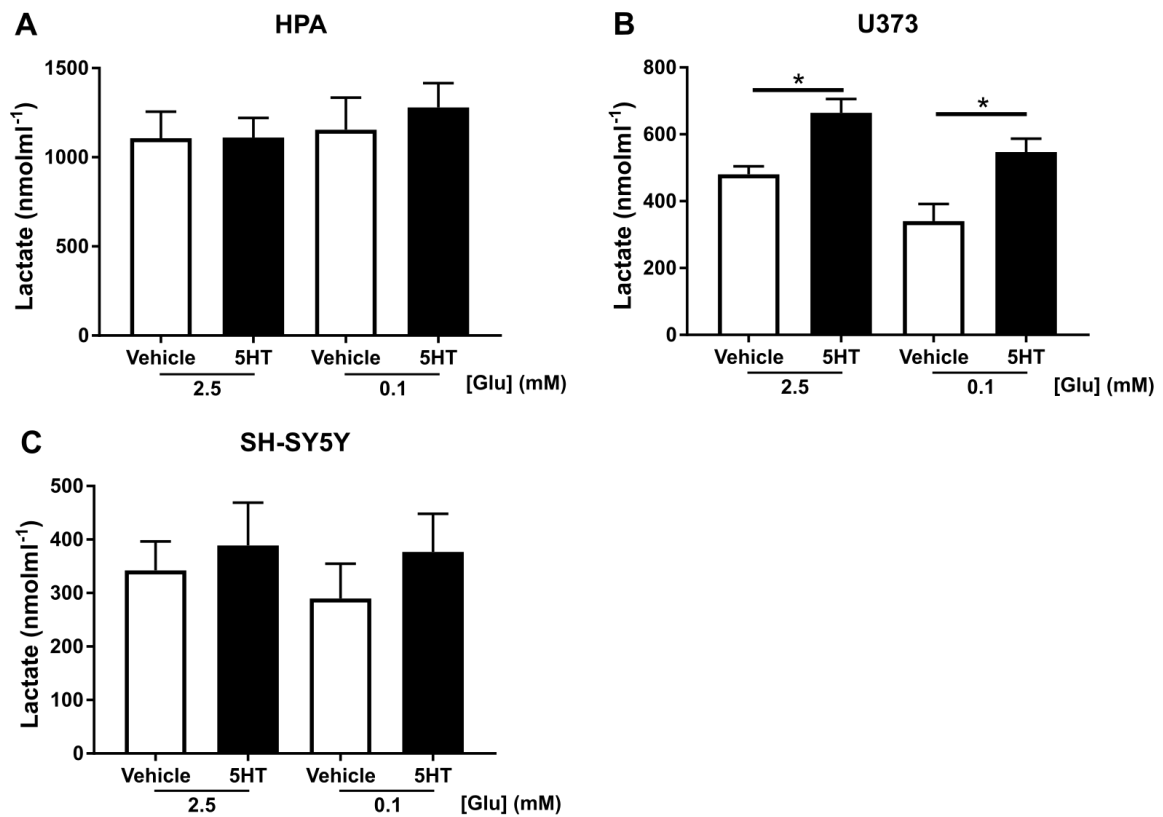 A
HPA
Lactate (nmolml-1)
1500
1000
500
0
Vehicle 5HT Vehicle 5HT
2.5 0.1 [Glu] (mM)
B
U373
Lactate (nmolml-1)
800
600
400
200
0
* *
Vehicle 5HT Vehicle 5HT
2.5 0.1 [Glu] (mM)
C
SH-SY5Y
Lactate (nmolml-1)
500
400
300
200
100
0
Vehicle 5HT Vehicle 5HT
2.5 0.1 [Glu] (mM)